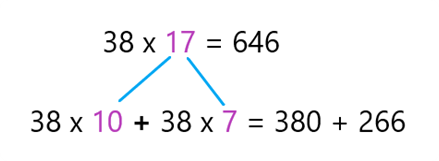 38 x 17 = 646
38 x 10 + 38 x 7 = 380 + 266